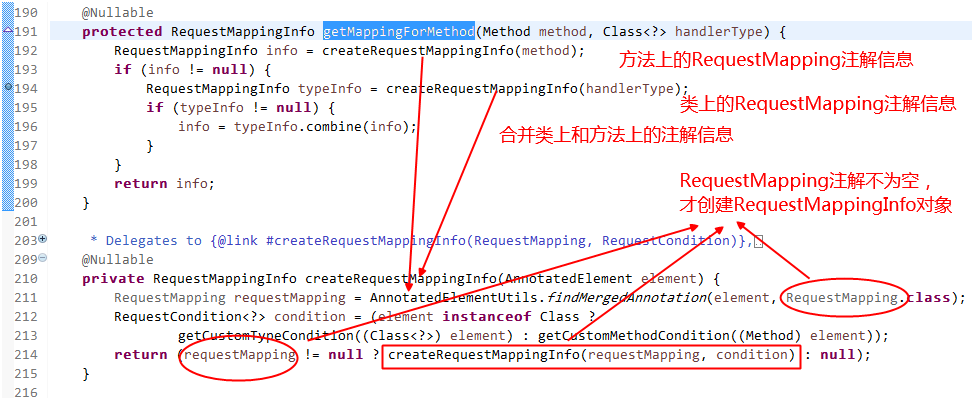 190 @Nullable
191 protected RequestMappingInfo getMappingForMethod(Method method, Class<?> handlerType) {
192 RequestMappingInfo info = createRequestMappingInfo(method);
方法上的RequestMapping注解信息
193 if (info != null) {
194 RequestMappingInfo typeInfo = createRequestMappingInfo(handlerType);
类上的RequestMapping注解信息
195 if (typeInfo != null) {
196 info = typeInfo.combine(info);
合并类上和方法上的注解信息
197 }
198 }
199 return info;
RequestMapping注解不为空，
才创建RequestMappingInfo对象
200 }
201
203 * Delegates to {@link #createRequestMappingInfo(RequestMapping, RequestCondition)},
209 @Nullable
210 private RequestMappingInfo createRequestMappingInfo(AnnotatedElement element) {
211 RequestMapping requestMapping = AnnotatedElementUtils.findMergedAnnotation(element, RequestMapping.class);
212 RequestCondition<?> condition = (element instanceof Class ?
213 getCustomTypeCondition((Class<?>) element) : getCustomMethodCondition((Method) element));
214 return (requestMapping != null ? createRequestMappingInfo(requestMapping, condition) : null);
215 }
216